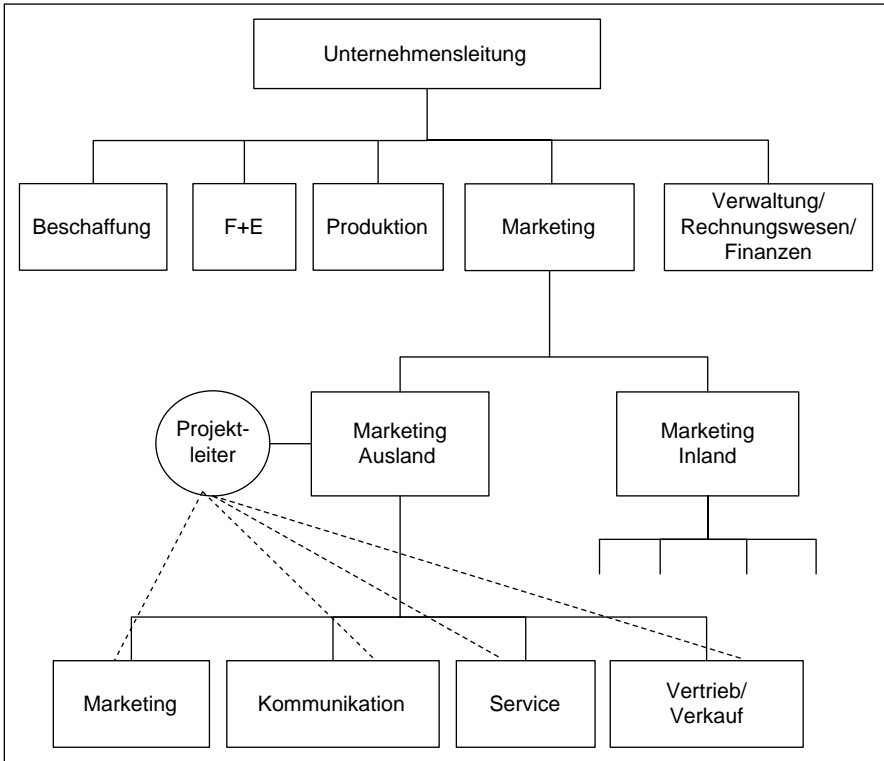 Unternehmensleitung
Beschaffung
F+E
Produktion
Marketing
Verwaltung/
Rechnungswesen/
Finanzen
Projekt-
leiter
Marketing
Ausland
Marketing
Inland
Marketing
Kommunikation
Service
Vertrieb/
Verkauf